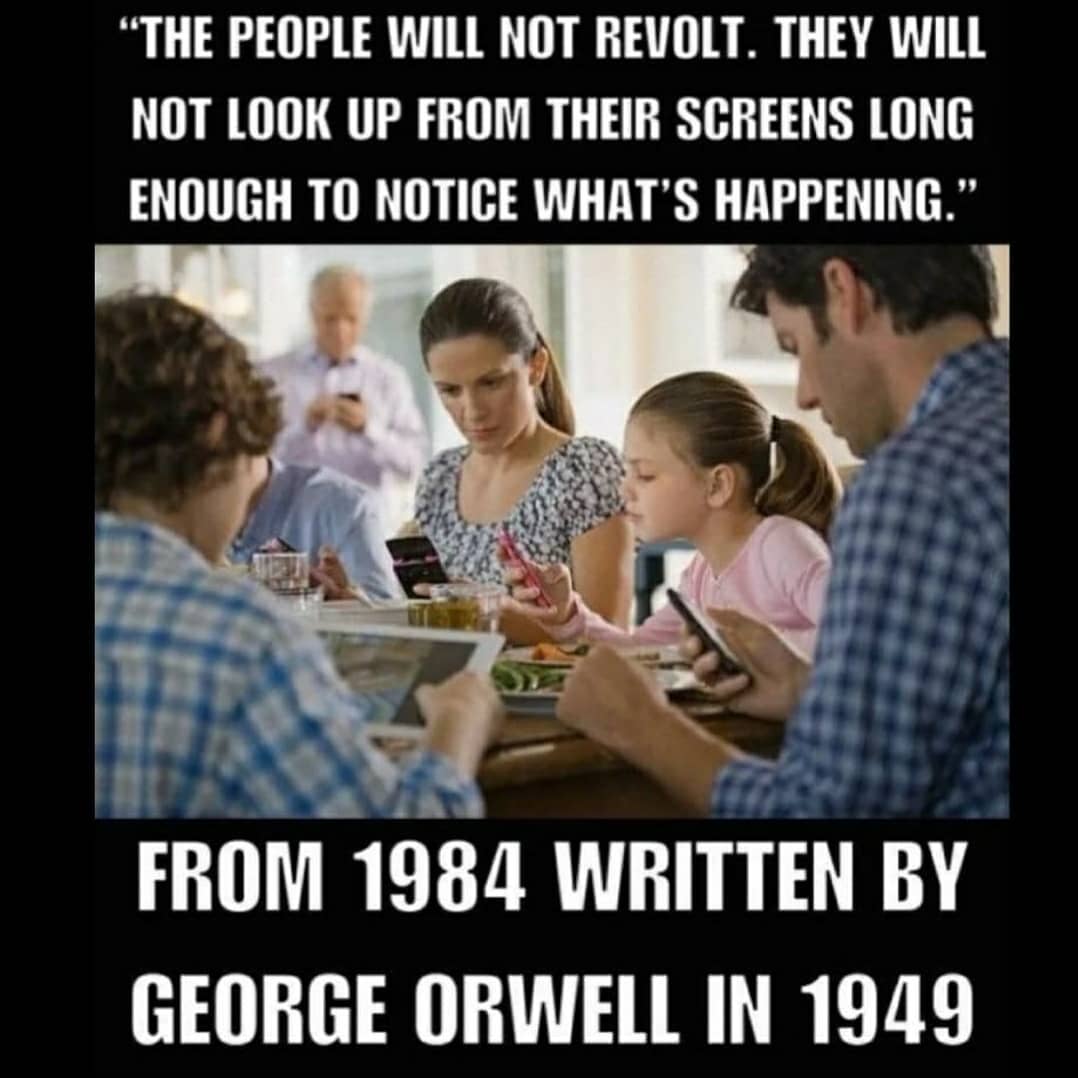 “THE PEOPLE WILL NOT REVOLT. THEY WILL
NOT LOOK UP FROM THEIR SCREENS LONG
ENOUGH TO NOTICE WHAT’S HAPPENING.”
FROM 1984 WRITTEN BY
GEORGE ORWELL IN 1949